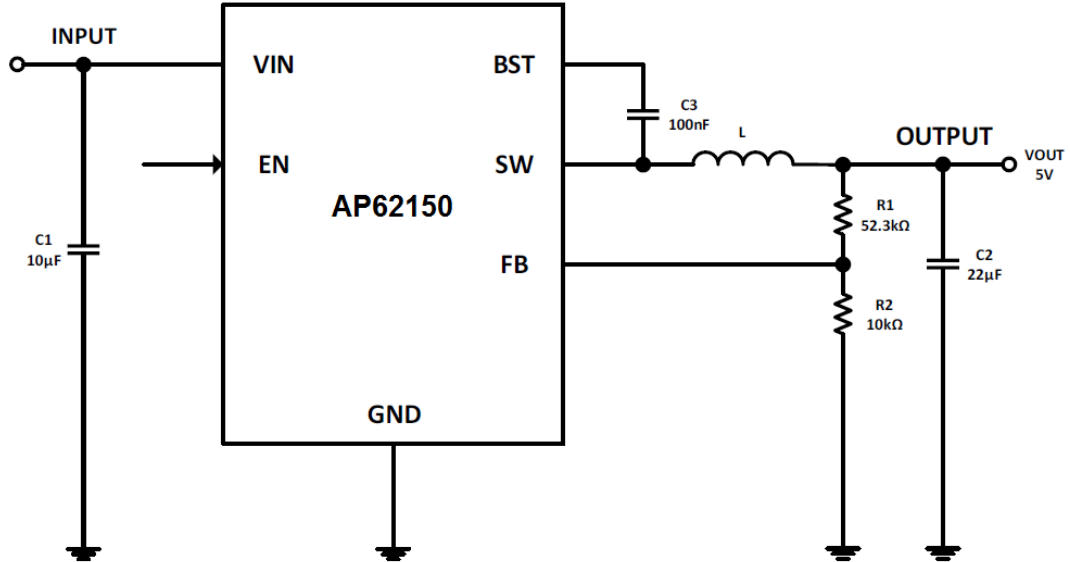 INPUT
VIN
BST
C3
100nF
L
OUTPUT
VOUT
5V
EN
SW
AP62150
R1
52.3kΩ
C1
10µF
FB
C2
22µF
R2
10kΩ
GND